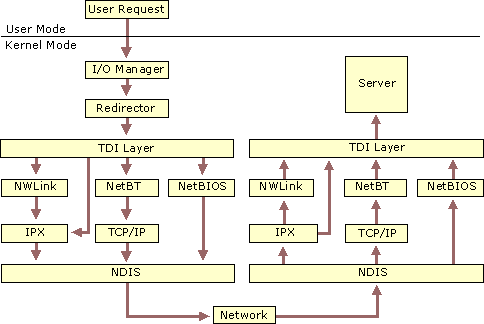 User Request
User Mode
Kernel Mode
I/O Manager
Redirector
Server
TDI Layer
TDI Layer
NWLink
NetBT
NetBIOS
NWLink
NetBT
NetBIOS
IPX
TCP/IP
IPX
TCP/IP
NDIS
NDIS
Network